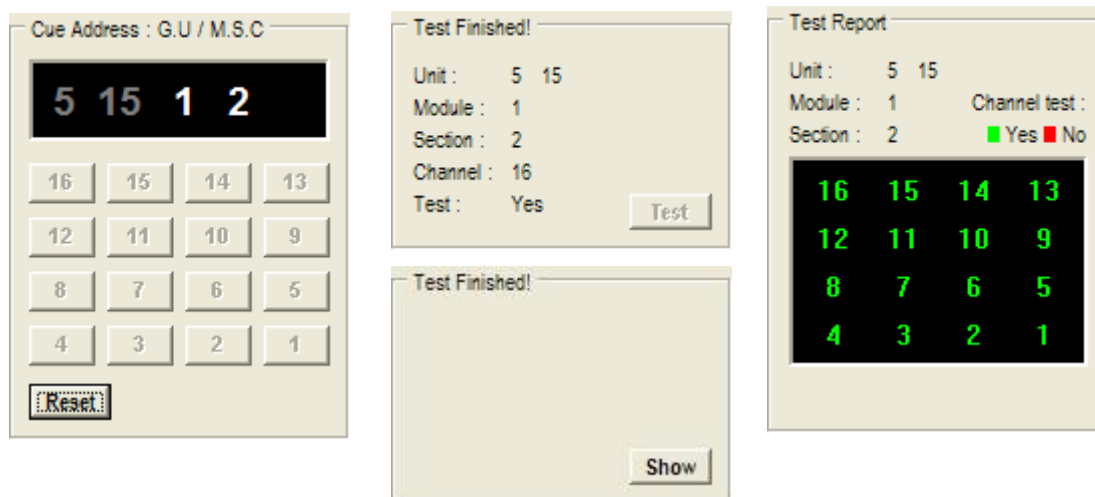 Cue Address : G.U / M.S.C
5 15 1 2
16 15 14 13
12 11 10 9
8 7 6 5
4 3 2 1
Reset
Test Finished!
Unit : 5 15
Module : 1
Section : 2
Channel : 16
Test : Yes
Test
Test Finished!
Show
Test Report
Unit : 5 15
Module : 1 Channel test :
Section : 2 Yes No
16 15 14 13
12 11 10 9
8 7 6 5
4 3 2 1